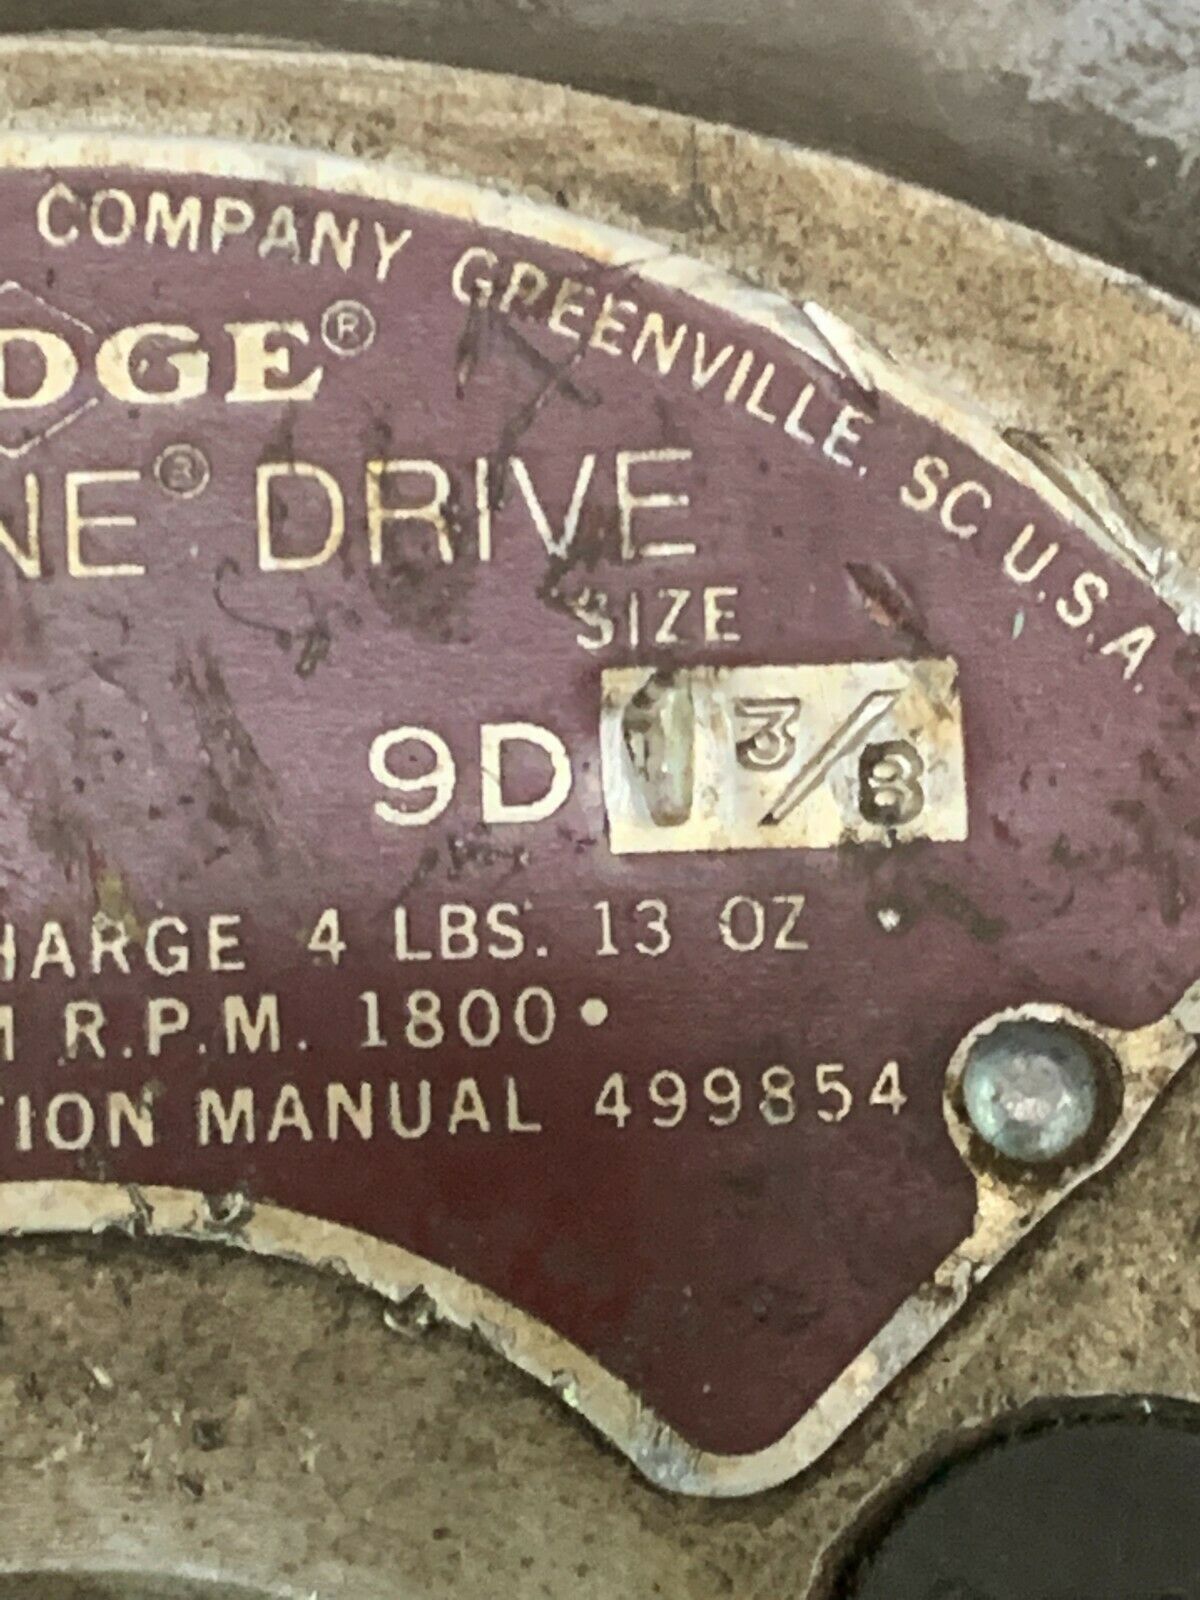 COMPANY GREENVILLE. SC U.S.A.
DGE®
NE® DRIVE
SIZE
9D 1 3/8
HARGE 4 LBS. 13 OZ
M R.P.M. 1800•
TION MANUAL 499854